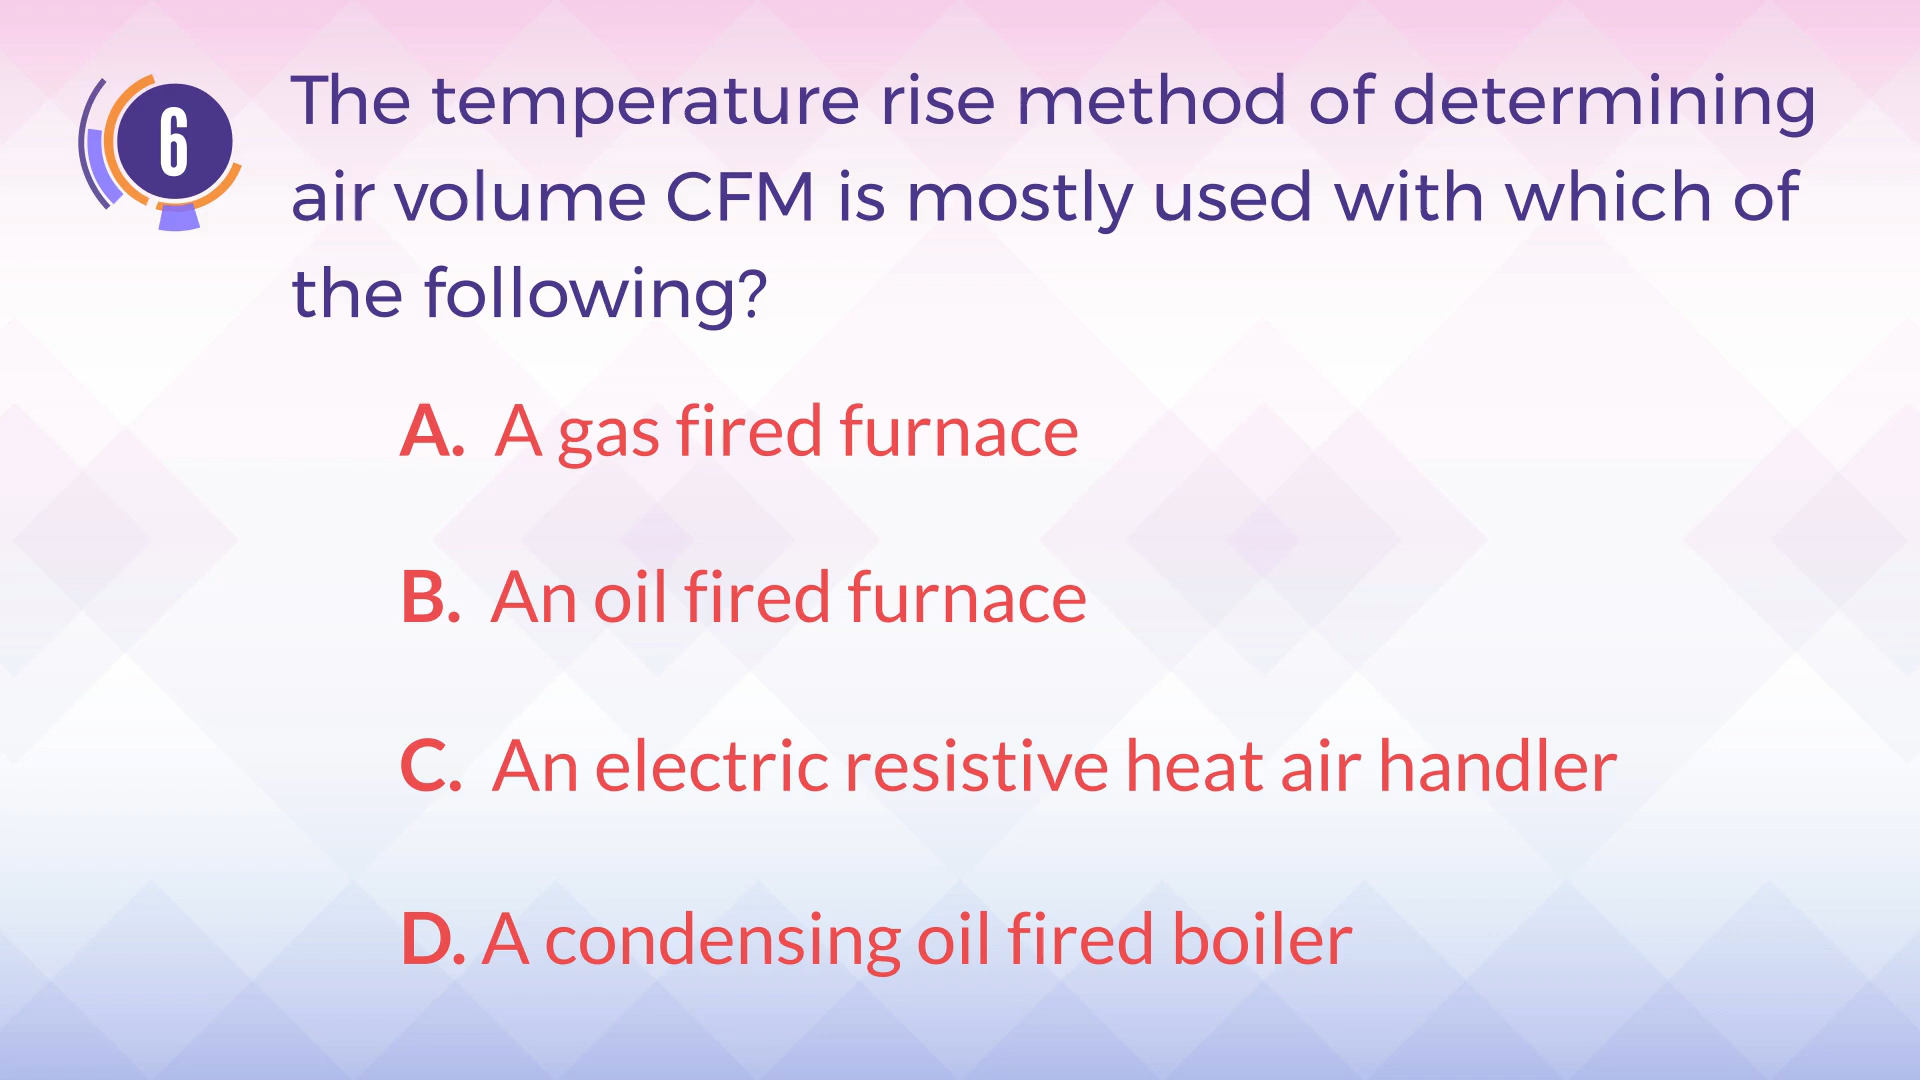 6
The temperature rise method of determining
air volume CFM is mostly used with which of
the following?
A. A gas fired furnace
B. An oil fired furnace
C. An electric resistive heat air handler
D. A condensing oil fired boiler